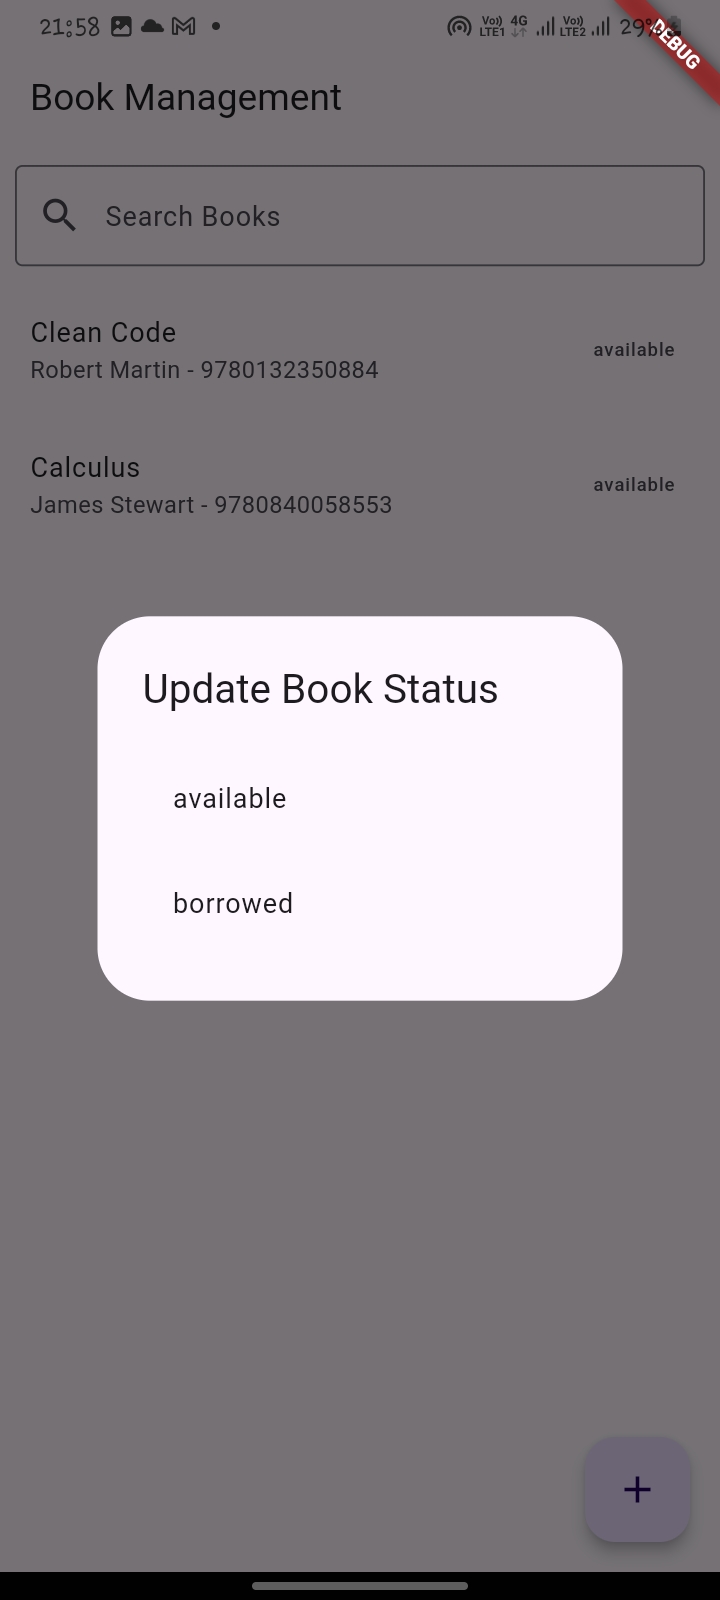 21:58 Vo)) LTE1 4G Vo)) LTE2 29%
DEBUG
Book Management
Search Books
Clean Code
Robert Martin - 9780132350884
available
Calculus
James Stewart - 9780840058553
available
Update Book Status
available
borrowed